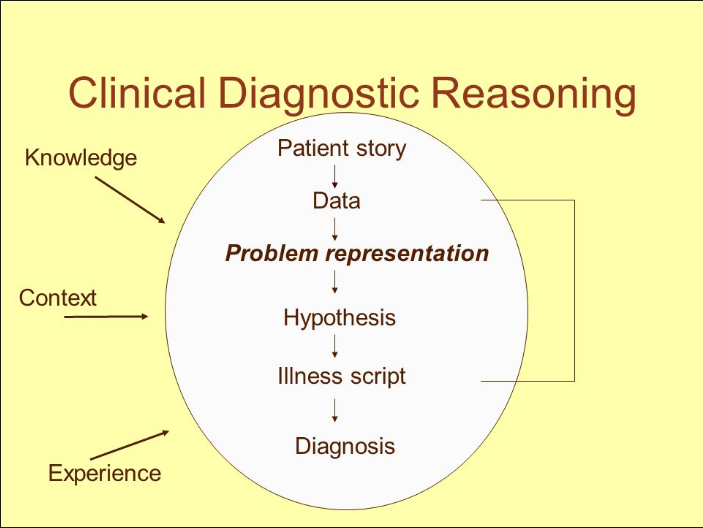 Clinical Diagnostic Reasoning
Knowledge
Context
Experience
Patient story
Data
Problem representation
Hypothesis
Illness script
Diagnosis